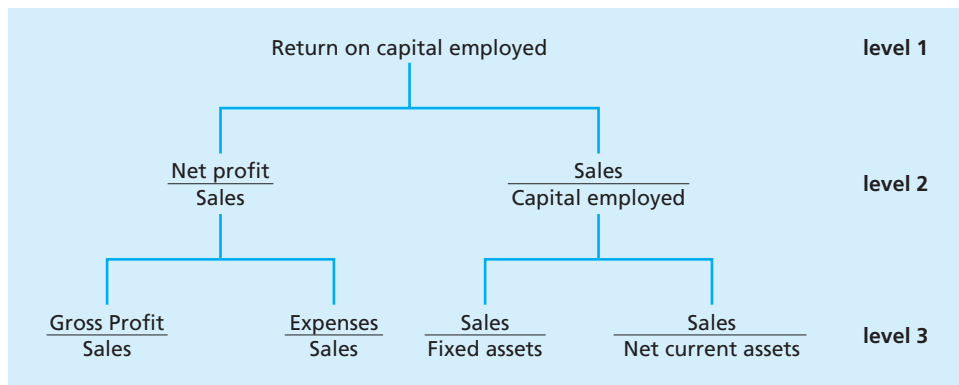 Return on capital employed level 1
Net profit Sales
Sales Capital employed level 2
Gross Profit Expenses Sales Sales
Sales Sales Fixed assets Net current assets level 3